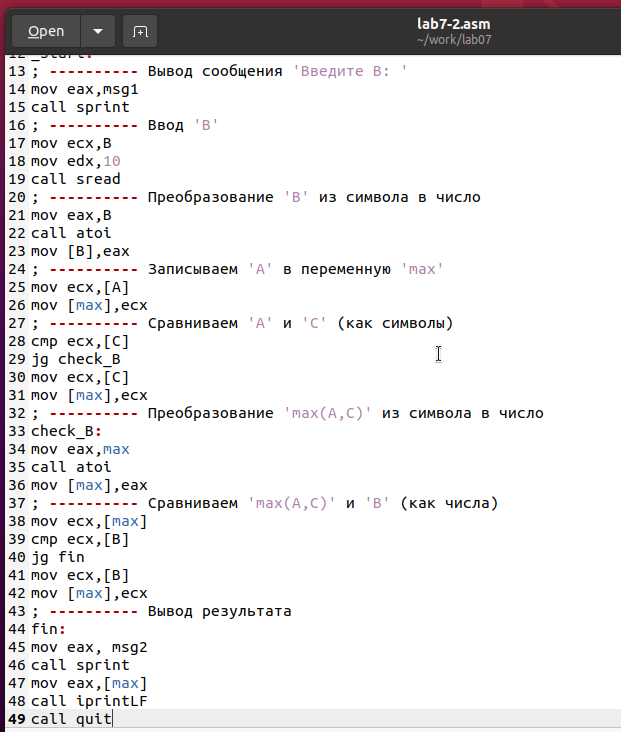 Open
lab7-2.asm
~/work/lab07
12 _start:
13 ; ---------- Вывод сообщения 'Введите B: '
14 mov eax,msg1
15 call sprint
16 ; ---------- Ввод 'B'
17 mov ecx,B
18 mov edx,10
19 call sread
20 ; ---------- Преобразование 'B' из символа в число
21 mov eax,B
22 call atoi
23 mov [B],eax
24 ; ---------- Записываем 'A' в переменную 'max'
25 mov ecx,[A]
26 mov [max],ecx
27 ; ---------- Сравниваем 'A' и 'C' (как символы)
28 cmp ecx,[C]
29 jg check_B
30 mov ecx,[C]
31 mov [max],ecx
32 ; ---------- Преобразование 'max(A,C)' из символа в число
33 check_B:
34 mov eax,max
35 call atoi
36 mov [max],eax
37 ; ---------- Сравниваем 'max(A,C)' и 'B' (как числа)
38 mov ecx,[max]
39 cmp ecx,[B]
40 jg fin
41 mov ecx,[B]
42 mov [max],ecx
43 ; ---------- Вывод результата
44 fin:
45 mov eax, msg2
46 call sprint
47 mov eax,[max]
48 call iprintLF
49 call quit